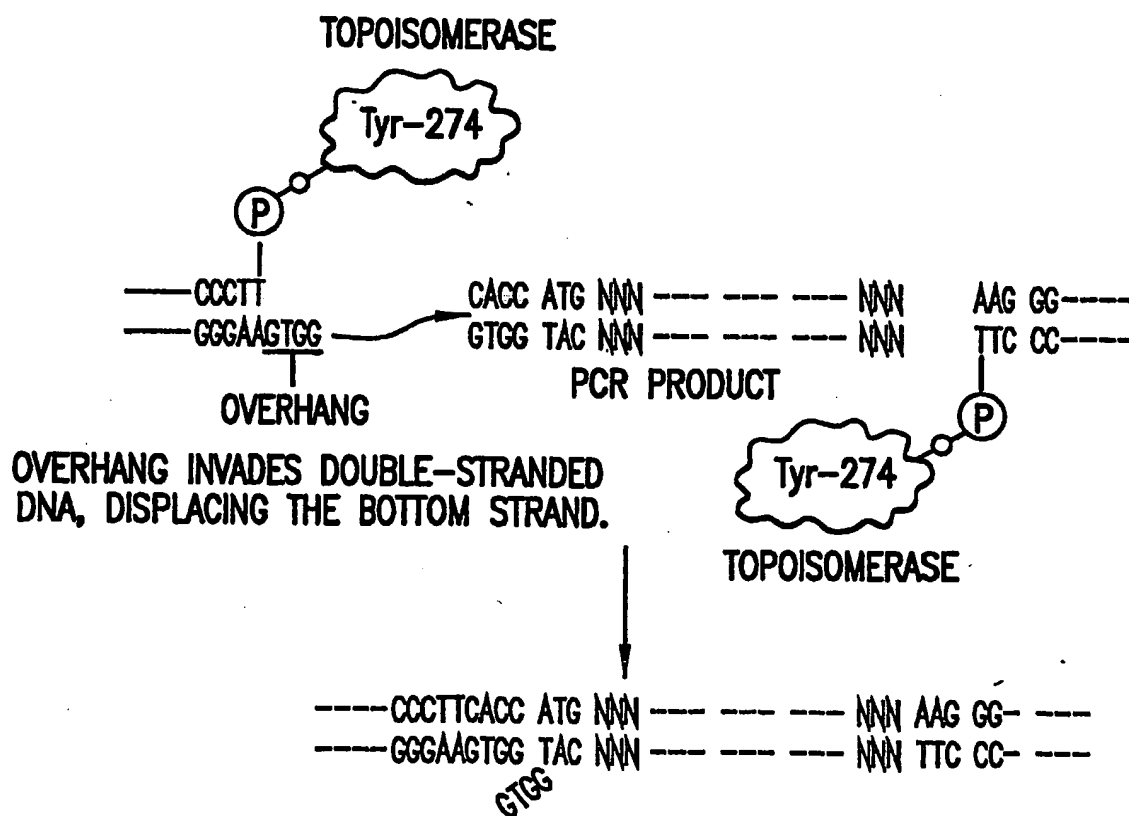 TOPOISOMERASE
Tyr-274
P
CCCTT
GGGAAGTGG
OVERHANG
CACC ATG NNN--- --- ---NNN AAG GG----
GTGG TAC NNN--- --- ---NNN TTC CC----
PCR PRODUCT
P
Tyr-274
TOPOISOMERASE
OVERHANG INVADES DOUBLE-STRANDED
DNA, DISPLACING THE BOTTOM STRAND.
----CCCTTCACC ATG NNN--- --- ---NNN AAG GG- ---
----GGGAAGTGG TAC NNN--- --- ---NNN TTC CC- ---
GTGG